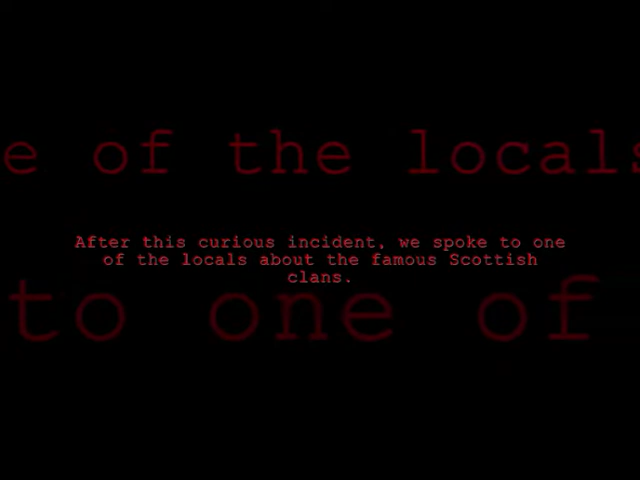 e of the locals
After this curious incident, we spoke to one
of the locals about the famous Scottish
clans.
to one of